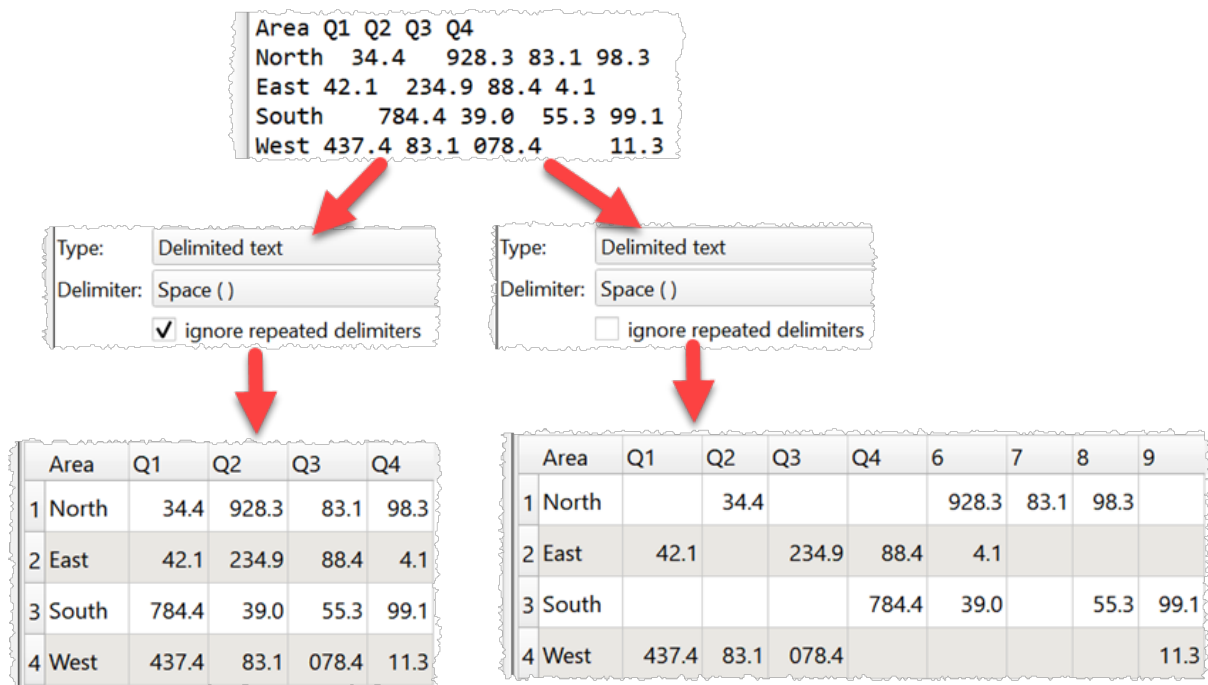 Area Q1 Q2 Q3 Q4
North  34.4   928.3 83.1 98.3
East 42.1  234.9 88.4 4.1
South    784.4 39.0  55.3 99.1
West 437.4 83.1 078.4     11.3
Type: Delimited text
Delimiter: Space ( )
ignore repeated delimiters
Type: Delimited text
Delimiter: Space ( )
ignore repeated delimiters
Area Q1 Q2 Q3 Q4
1 North 34.4 928.3 83.1 98.3
2 East 42.1 234.9 88.4 4.1
3 South 784.4 39.0 55.3 99.1
4 West 437.4 83.1 078.4 11.3
Area Q1 Q2 Q3 Q4 6 7 8 9
1 North 34.4 928.3 83.1 98.3
2 East 42.1 234.9 88.4 4.1
3 South 784.4 39.0 55.3 99.1
4 West 437.4 83.1 078.4 11.3